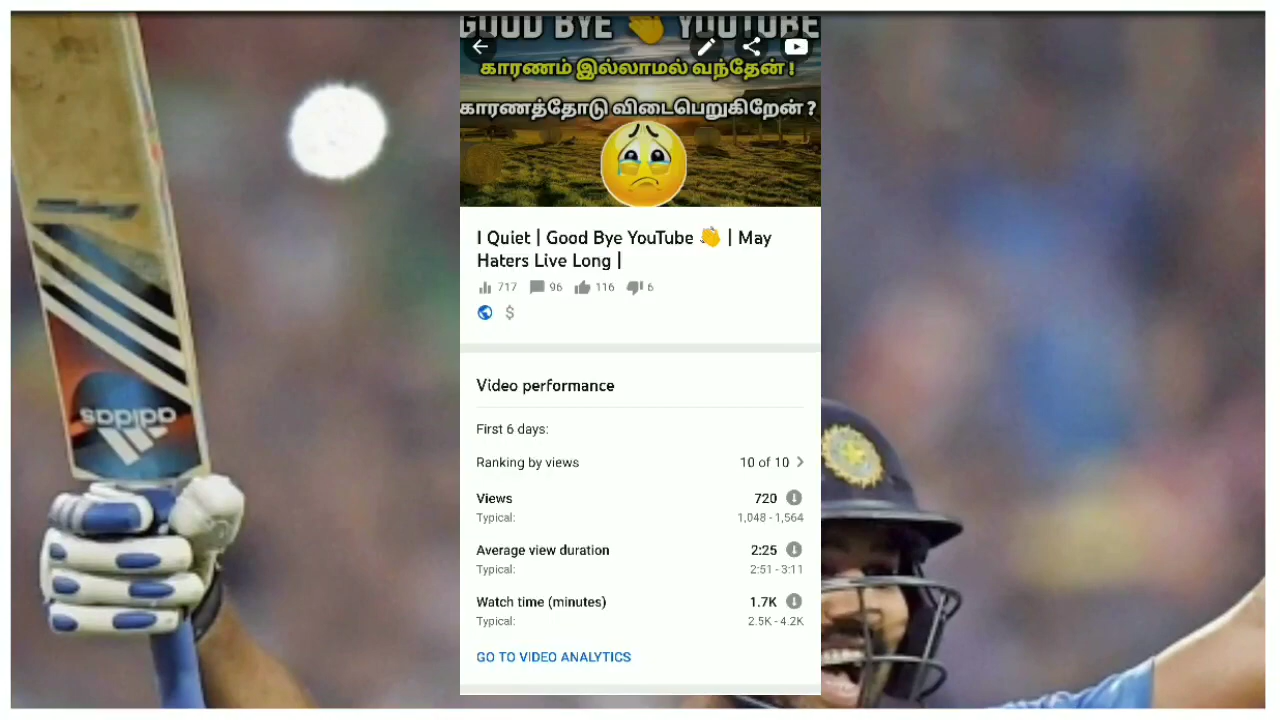 GOOD BYE 👋 YOUTUBE
காரணம் இல்லாமல் வந்தேன் !
காரணத்தோடு விடைபெறுகிறேன் ?
I Quiet | Good Bye YouTube 👏 | May
Haters Live Long |
717 96 116 6
$
Video performance
First 6 days:
Ranking by views 10 of 10
Views 720
Typical: 1,048 - 1,564
Average view duration 2:25
Typical: 2:51 - 3:11
Watch time (minutes) 1.7K
Typical: 2.5K - 4.2K
GO TO VIDEO ANALYTICS
adidas